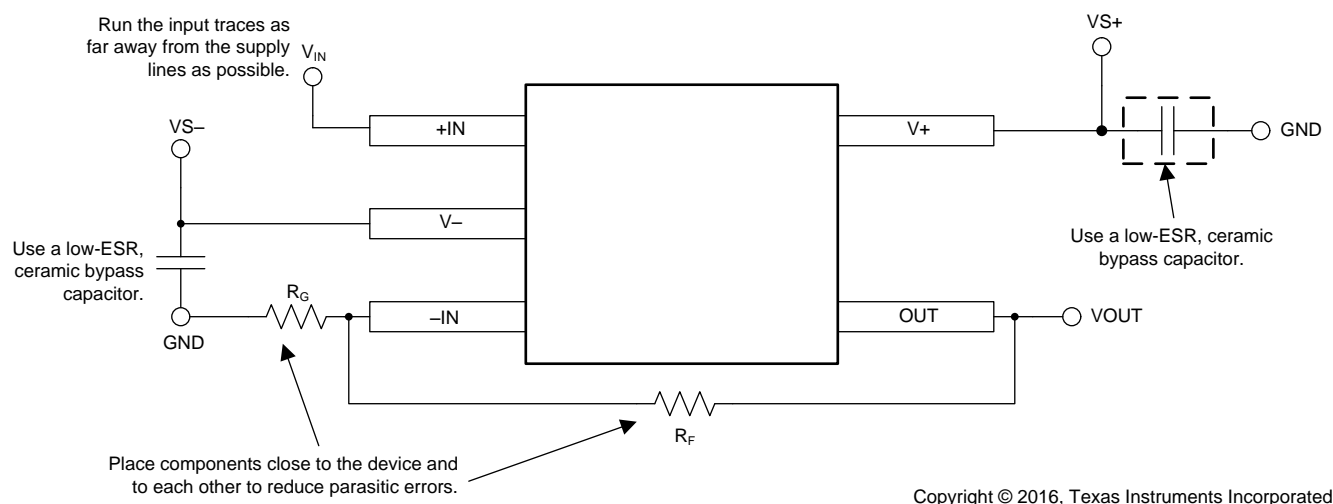 Run the input traces as
far away from the supply
lines as possible.
VIN
VS+
VS–
+IN
V+
GND
V–
Use a low-ESR,
ceramic bypass
capacitor.
Use a low-ESR, ceramic
bypass capacitor.
RG
–IN
OUT
VOUT
GND
RF
Place components close to the device and
to each other to reduce parasitic errors.
Copyright © 2016, Texas Instruments Incorporated